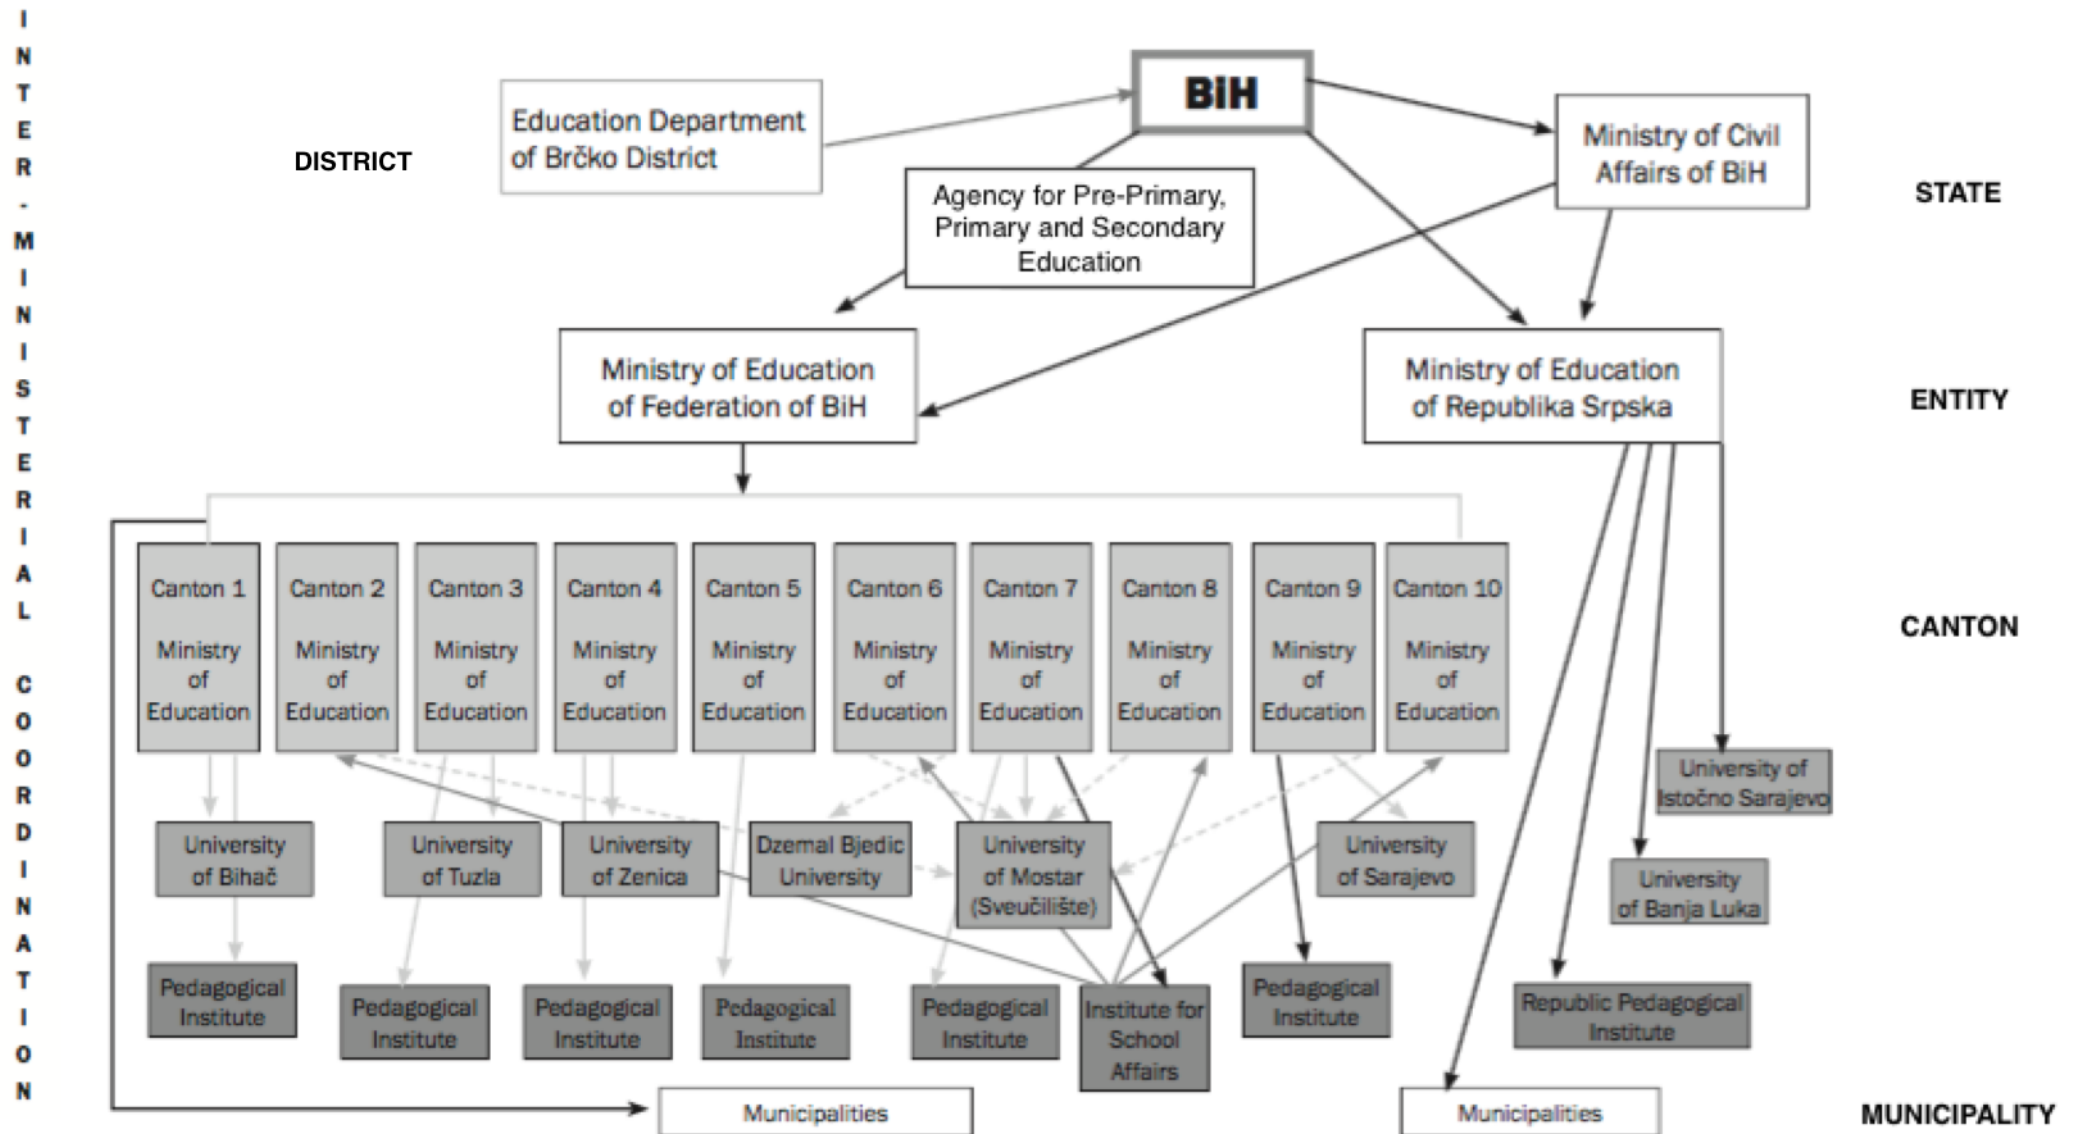 INTER-MINISTERIAL COORDINATION
BiH
Education Department
of Brčko District
DISTRICT
Ministry of Civil
Affairs of BiH
STATE
Agency for Pre-Primary,
Primary and Secondary
Education
Ministry of Education
of Federation of BiH
Ministry of Education
of Republika Srpska
ENTITY
Canton 1
Ministry
of
Education
Canton 2
Ministry
of
Education
Canton 3
Ministry
of
Education
Canton 4
Ministry
of
Education
Canton 5
Ministry
of
Education
Canton 6
Ministry
of
Education
Canton 7
Ministry
of
Education
Canton 8
Ministry
of
Education
Canton 9
Ministry
of
Education
Canton 10
Ministry
of
Education
CANTON
University of
Istočno Sarajevo
University
of Bihač
University
of Tuzla
University
of Zenica
Dzemal Bjedic
University
University
of Mostar
(Sveučilište)
University
of Sarajevo
University
of Banja Luka
Pedagogical
Institute
Pedagogical
Institute
Pedagogical
Institute
Pedagogical
Institute
Pedagogical
Institute
Institute for
School
Affairs
Pedagogical
Institute
Republic Pedagogical
Institute
Municipalities
Municipalities
MUNICIPALITY